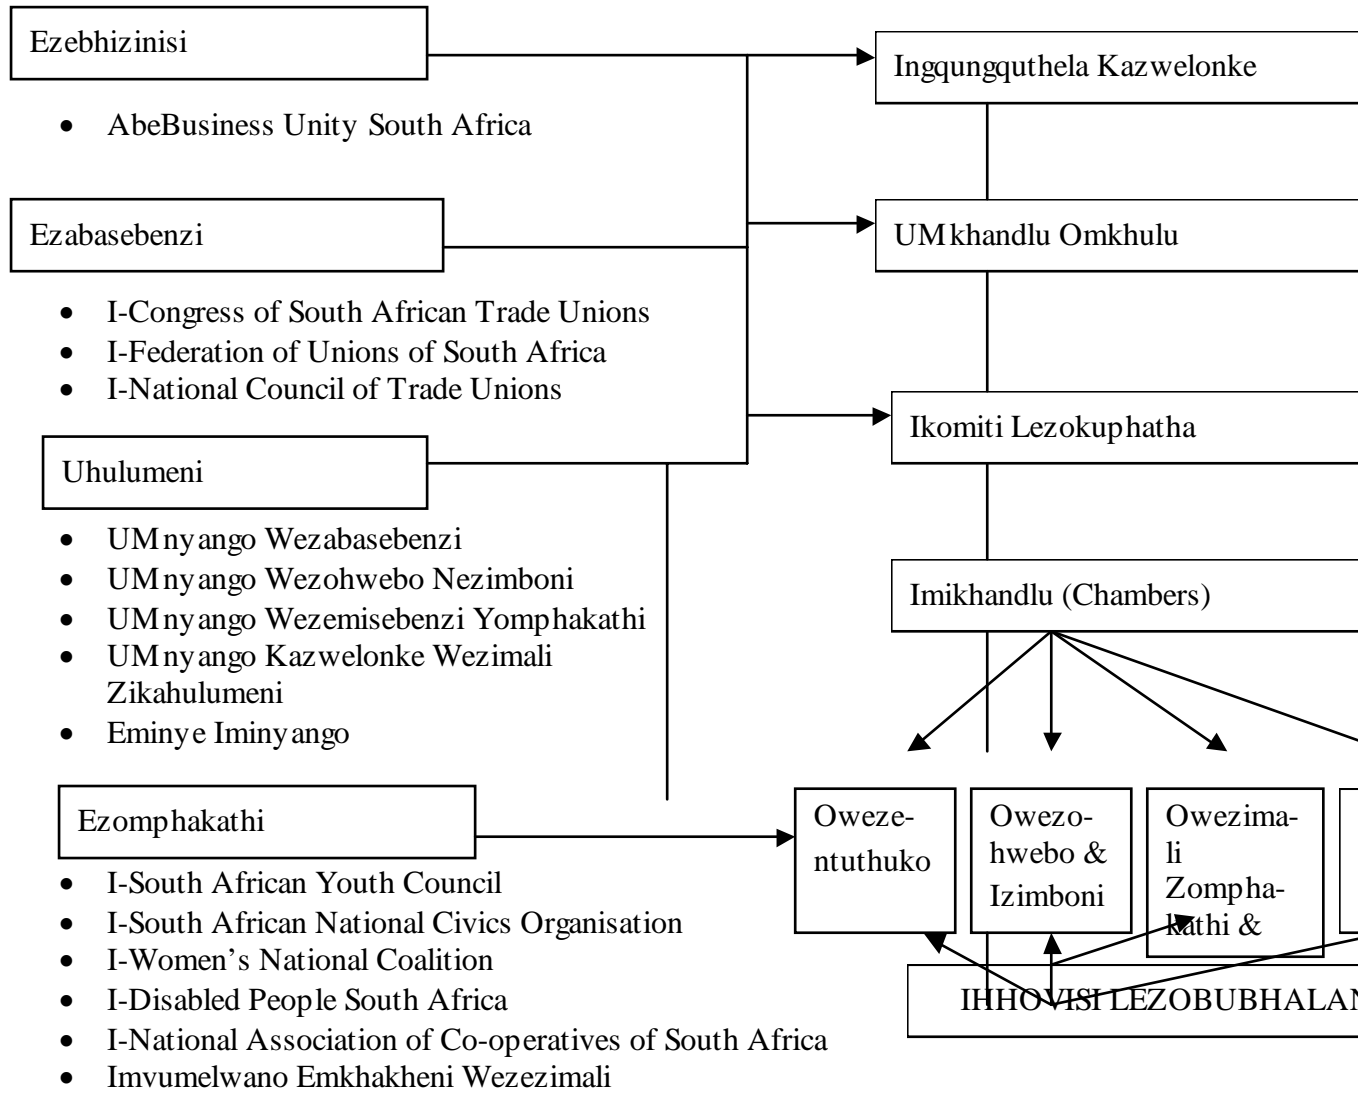 Ezebhizinisi
• AbeBusiness Unity South Africa
Ezabasebenzi
• I-Congress of South African Trade Unions
• I-Federation of Unions of South Africa
• I-National Council of Trade Unions
Uhulumeni
• UMnyango Wezabasebenzi
• UMnyango Wezohwebo Nezimboni
• UMnyango Wezemisebenzi Yomphakathi
• UMnyango Kazwelonke Wezimali
Zikahulumeni
• Eminye Iminyango
Ezomphakathi
• I-South African Youth Council
• I-South African National Civics Organisation
• I-Women’s National Coalition
• I-Disabled People South Africa
• I-National Association of Co-operatives of South Africa
• Imvumelwano Emkhakheni Wezezimali
Ingqungquthela Kazwelonke
UMkhandlu Omkhulu
Ikomiti Lezokuphatha
Imikhandlu (Chambers)
Oweze-
ntuthuko
Owezo-
hwebo &
Izimboni
Owezima-
li
Zompha-
kathi &
IHHOVISI LEZOBUBHALAN